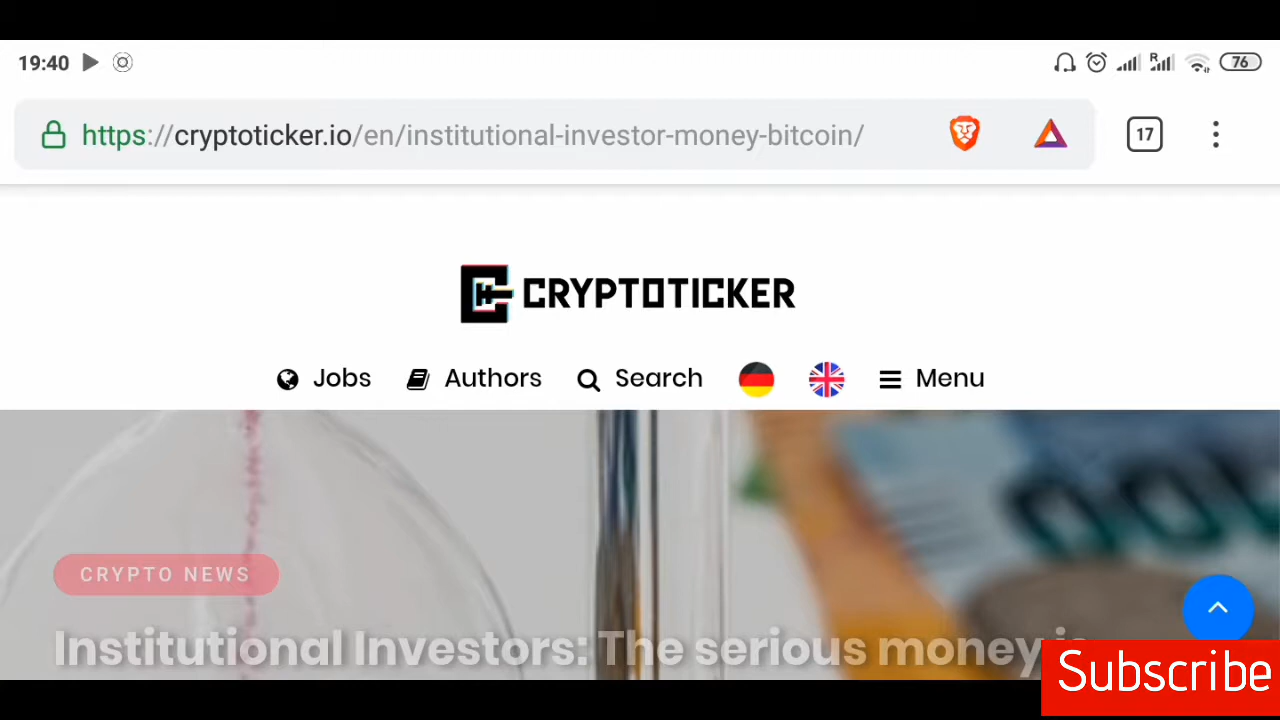 19:40 R 76
https://cryptoticker.io/en/institutional-investor-money-bitcoin/ 17
CRYPTOTICKER
Jobs Authors Search Menu
CRYPTO NEWS
Institutional Investors: The serious money is
Subscribe